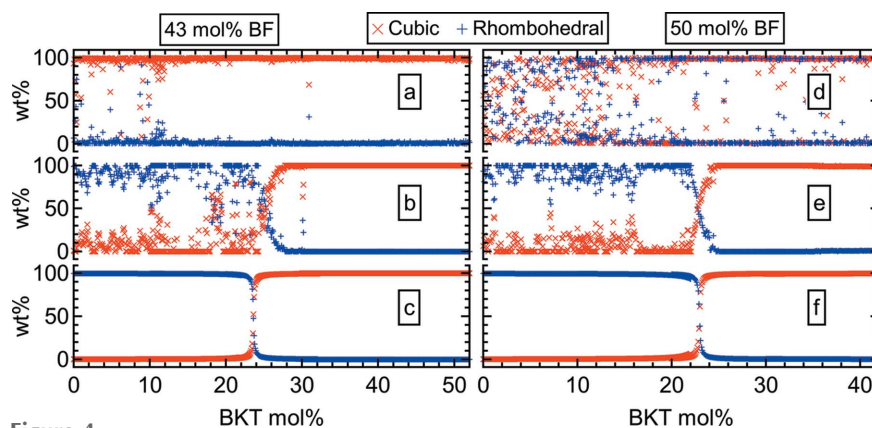 43 mol% BF
× Cubic + Rhombohedral
50 mol% BF
wt%
100
50
0
a
d
wt%
100
50
0
b
e
wt%
100
50
0
c
f
0 10 20 30 40 50
0 10 20 30 40
BKT mol%
BKT mol%